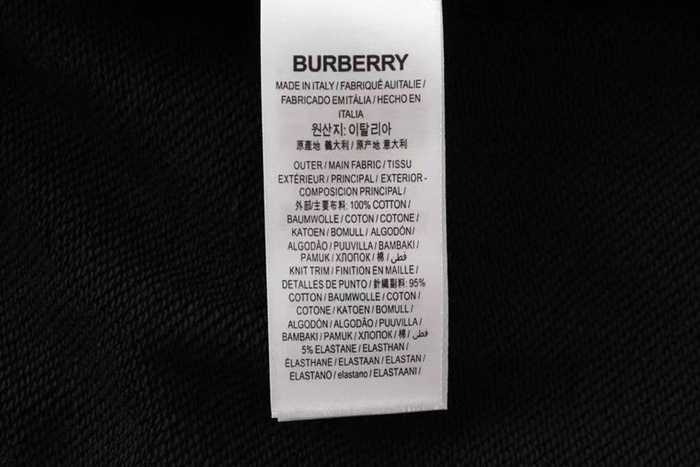 BURBERRY
MADE IN ITALY / FABRIQUÉ AUITALIE /
FABRICADO EMITÁLIA / HECHO EN
ITALIA
원산지: 이탈리아
原產地 義大利 / 原产地 意大利
OUTER / MAIN FABRIC / TISSU
EXTÉRIEUR / PRINCIPAL / EXTERIOR -
COMPOSICION PRINCIPAL /
外部/主要布料: 100% COTTON /
BAUMWOLLE / COTON / COTONE /
KATOEN / BOMULL / ALGODÓN /
ALGODÃO / PUUVILLA / BAMBAKI /
PAMUK / ХЛОПОК / 棉 / قطن /
KNIT TRIM / FINITION EN MAILLE /
DETALLES DE PUNTO / 針織副料: 95%
COTTON / BAUMWOLLE / COTON /
COTONE / KATOEN / BOMULL /
ALGODÓN / ALGODÃO / PUUVILLA /
BAMBAKI / PAMUK / ХЛОПОК / 棉 / قطن
5% ELASTANE / ELASTHAN /
ÉLASTHANE / ELASTAAN / ELASTAN /
ELASTANO / elastano / ELASTAANI /